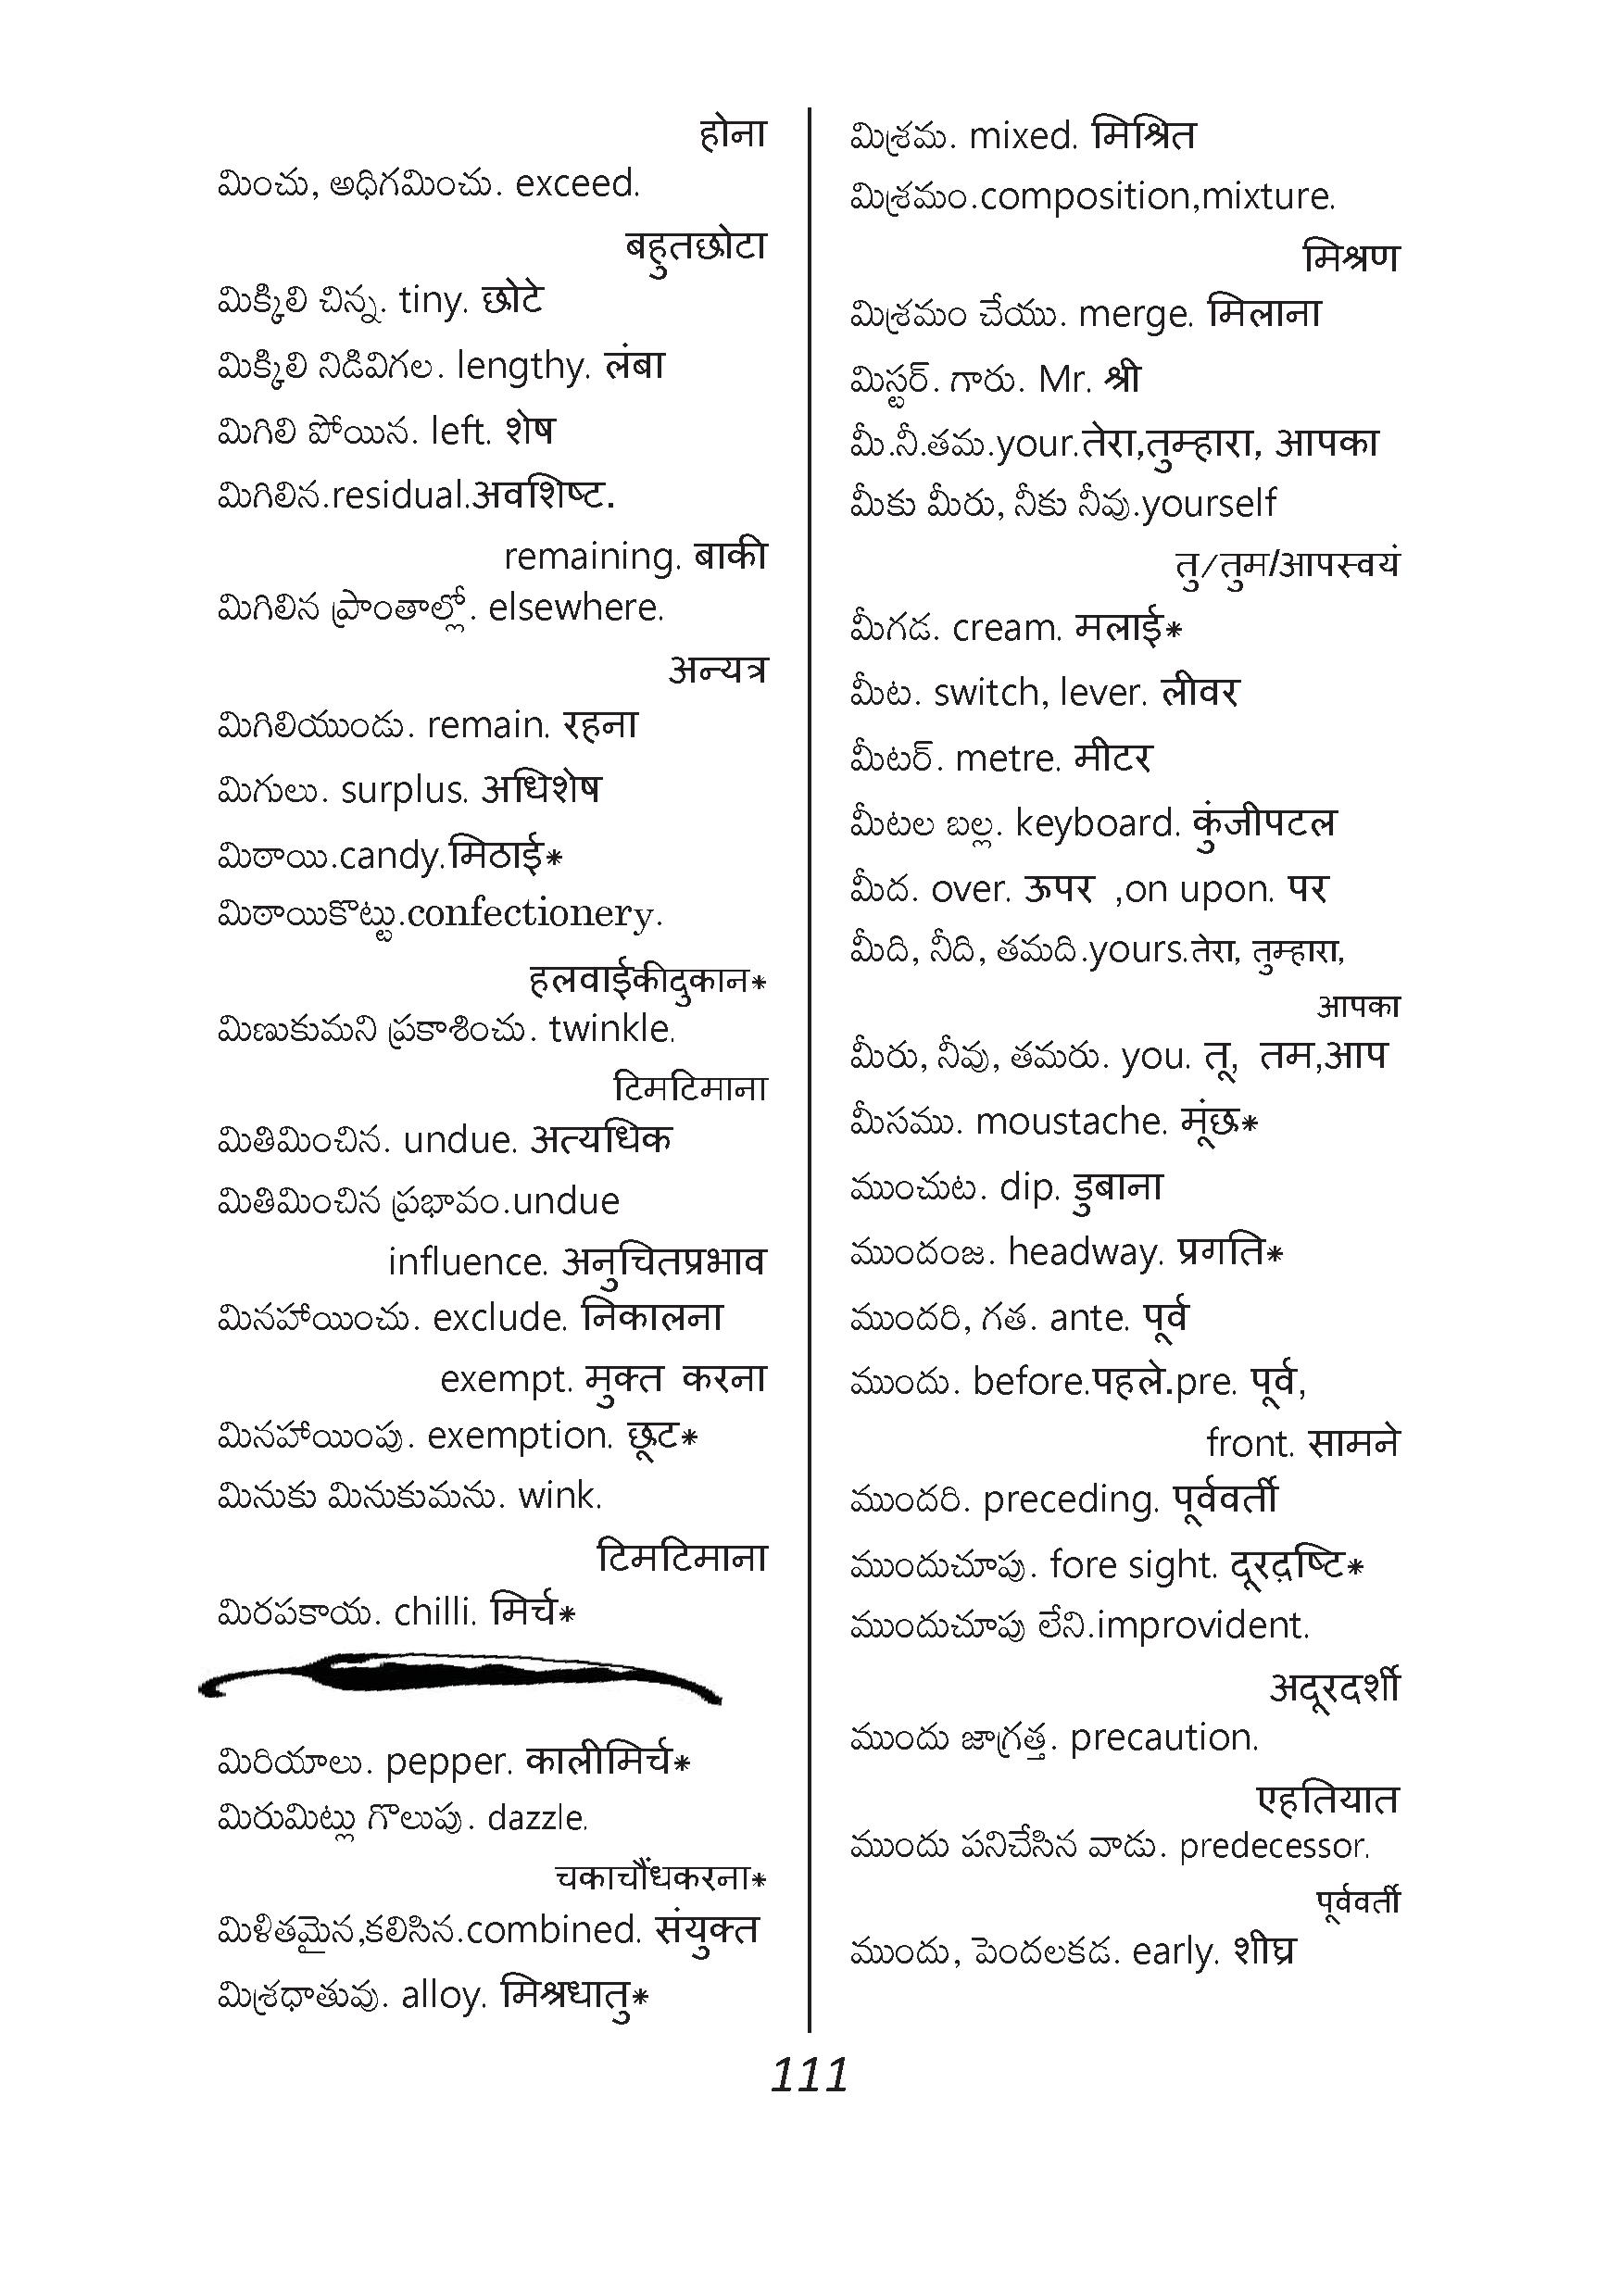 होना
మించు, అధిగమించు. exceed.
बहुतछोटा
మిక్కిలి చిన్న. tiny. छोटे
మిక్కిలి నిడివిగల. lengthy. लंबा
మిగిలి పోయిన. left. शेष
మిగిలిన.residual.अवशिष्ट.
remaining. बाकी
మిగిలిన ప్రాంతాల్లో. elsewhere.
अन्यत्र
మిగిలియుండు. remain. रहना
మిగులు. surplus. अधिशेष
మిఠాయి.candy.मिठाई*
మిఠాయికొట్టు.confectionery.
हलवाईकीदुकान*
మిణుకుమని ప్రకాశించు. twinkle.
टिमटिमाना
మితిమించిన. undue. अत्यधिक
మితిమించిన ప్రభావం.undue
influence. अनुचितप्रभाव
మినహాయించు. exclude. निकालना
exempt. मुक्त करना
మినహాయింపు. exemption. छूट*
మినుకు మినుకుమను. wink.
टिमटिमाना
మిరపకాయ. chilli. मिर्च*
మిరియాలు. pepper. कालीमिर्च*
మిరుమిట్లు గొలుపు. dazzle.
चकाचौंधकरना*
మిళితమైన,కలిసిన.combined. संयुक्त
మిశ్రధాతువు. alloy. मिश्रधातु*
మిశ్రమ. mixed. मिश्रित
మిశ్రమం.composition,mixture.
मिश्रण
మిశ్రమం చేయు. merge. मिलाना
మిస్టర్. గారు. Mr. श्री
మీ.నీ.తమ.your.तेरा,तुम्हारा, आपका
మీకు మీరు, నీకు నీవు.yourself
तु/तुम/आपस्वयं
మీగడ. cream. मलाई*
మీట. switch, lever. लीवर
మీటర్. metre. मीटर
మీటల బల్ల. keyboard. कुंजीपटल
మీద. over. ऊपर ,on upon. पर
మీది, నీది, తమది.yours.तेरा, तुम्हारा,
आपका
మీరు, నీవు, తమరు. you. तू, तम,आप
మీసము. moustache. मूंछ*
ముంచుట. dip. डुबाना
ముందంజ. headway. प्रगति*
ముందరి, గత. ante. पूर्व
ముందు. before.पहले.pre. पूर्व,
front. सामने
ముందరి. preceding. पूर्ववर्ती
ముందుచూపు. fore sight. दूरद्रष्टि*
ముందుచూపు లేని.improvident.
अदूरदर्शी
ముందు జాగ్రత్త. precaution.
एहतियात
ముందు పనిచేసిన వాడు. predecessor.
पूर्ववर्ती
ముందు, పెందలకడ. early. शीघ्र
111